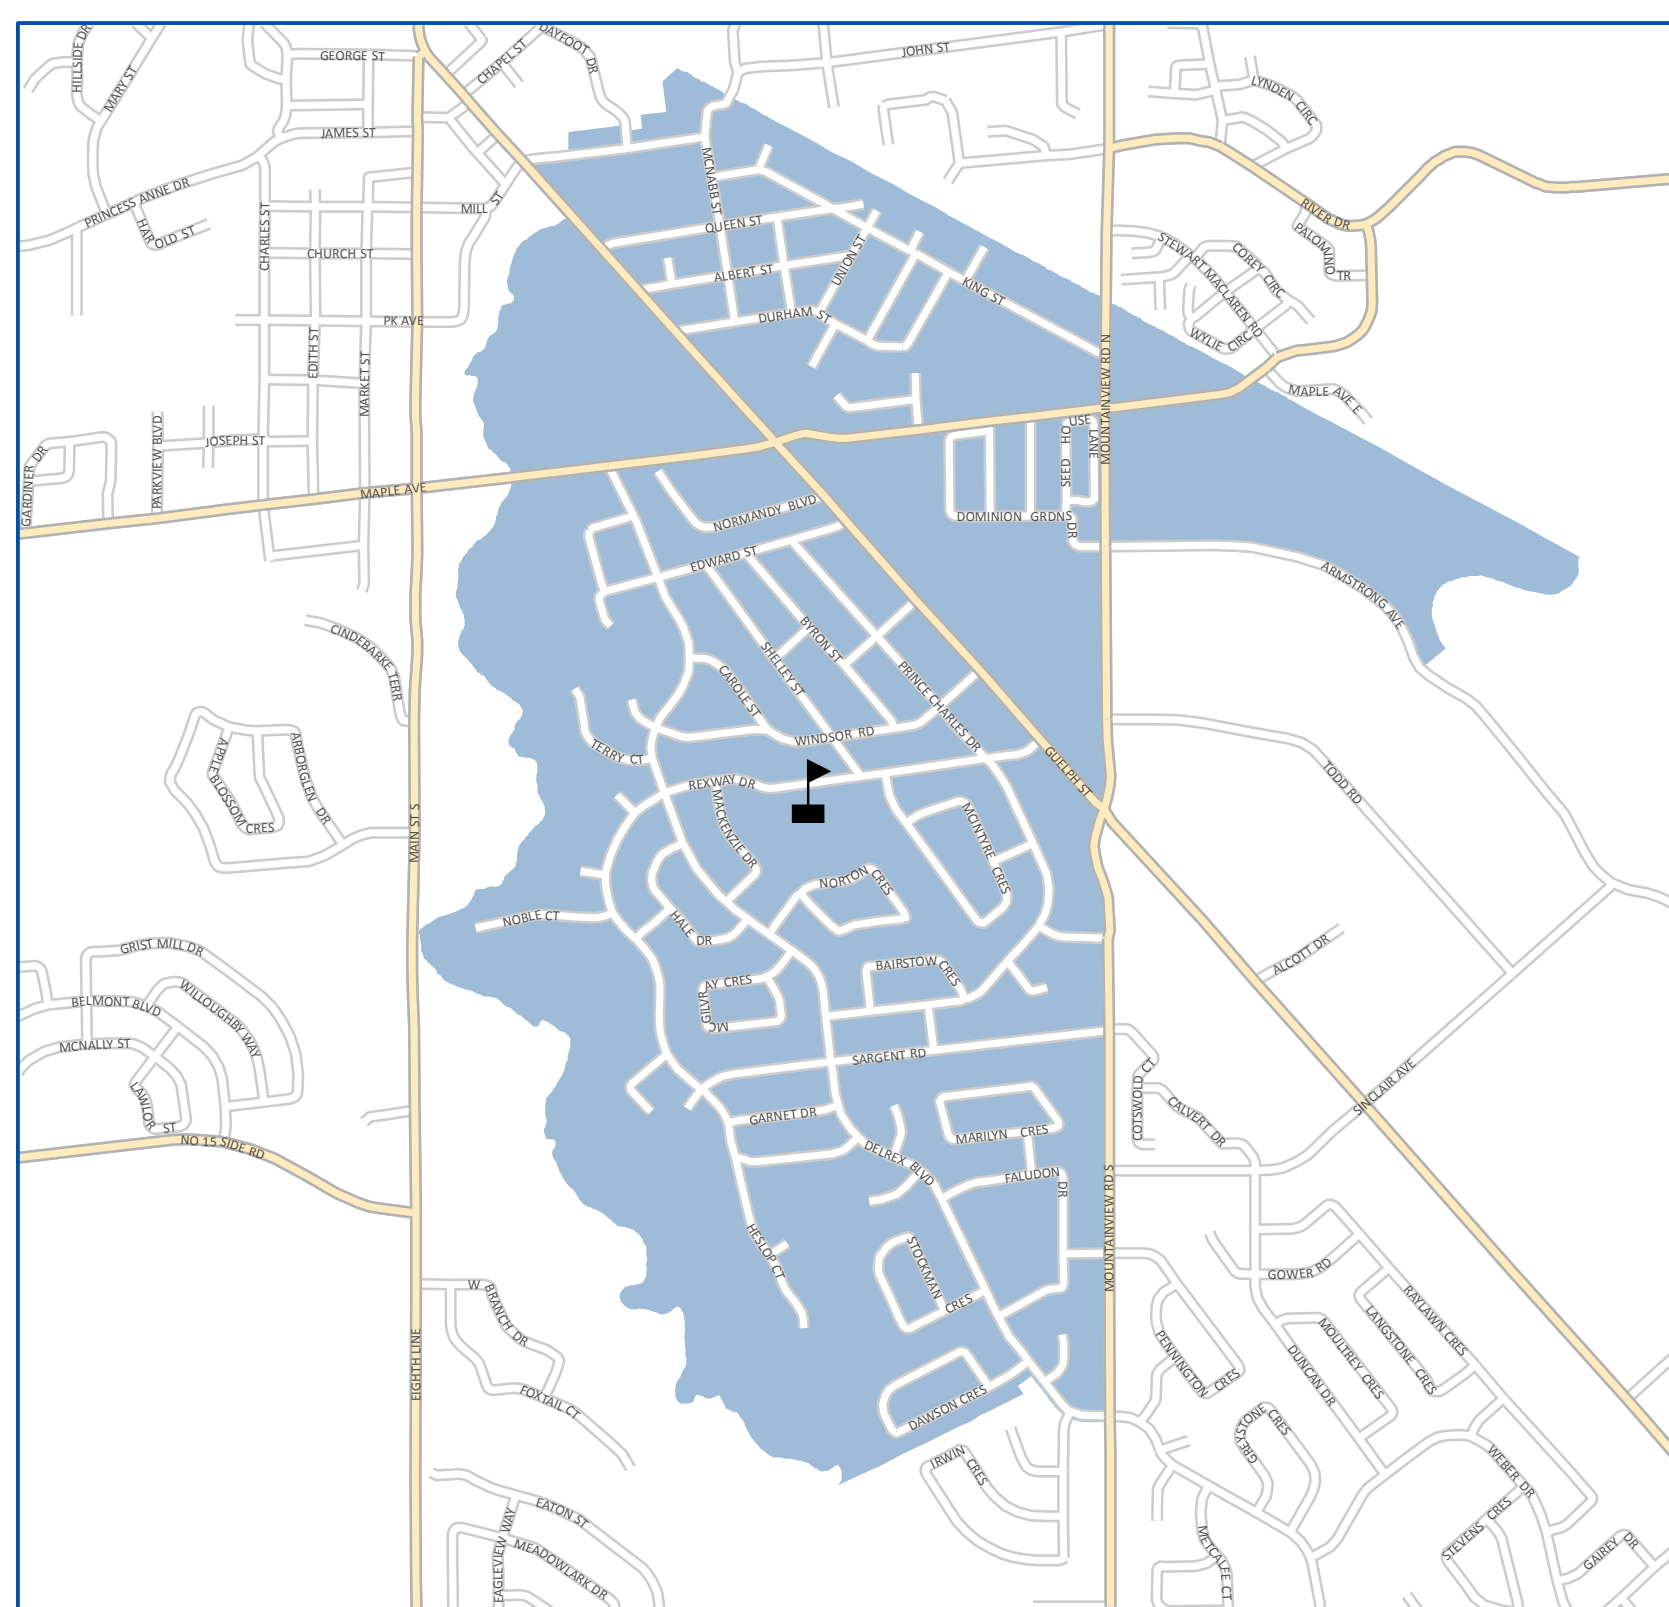 HILLSIDE DR
MARY ST
GEORGE ST
CHAPEL ST
DAYFOOT DR
JOHN ST
LYNDEN CIRC
JAMES ST
PRINCESS ANNE DR
HAROLD ST
CHARLES ST
MILL ST
CHURCH ST
MCNABB ST
QUEEN ST
ALBERT ST
UNION ST
KING ST
DURHAM ST
RIVER DR
PALOMINO TR
STEWART MACLAREN RD
COREY CIRC
WYLIE CIRC
MAPLE AVE E
PK AVE
EDITH ST
MARKET ST
MOUNTAINVIEW RD N
PARKVIEW BLVD
JOSEPH ST
GARDINER DR
MAPLE AVE
SEED HOUSE LANE
DOMINION GRDNS DR
NORMANDY BLVD
EDWARD ST
ARMSTRONG AVE
CINDEBARKE TERR
BYRON ST
SHELLEY ST
CAROLE ST
PRINCE CHARLES DR
WINDSOR RD
TERRY CT
GUELPH ST
TODD RD
APPLE BLOSSOM CRES
ARBORGLEN DR
MAIN ST S
REXWAY DR
MACKENZIE DR
MCINTYRE CRES
NORTON CRES
NOBLE CT
HALE DR
BAIRSTOW CRES
MCGILVRAY CRES
ALCOTT DR
GRIST MILL DR
BELMONT BLVD
WILLOUGHBY WAY
MCNALLY ST
LAWLOR ST
NO 15 SIDE RD
SARGENT RD
GARNET DR
MARILYN CRES
DELREX BLVD
FALUDON DR
COTSWOLD CT
CALVERT DR
SINCLAIR AVE
MOUNTAINVIEW RD S
HESLOP CT
STOCKMAN CRES
GOWER RD
RAYLAWN CRES
LANGSTONE CRES
MOULTREY CRES
DUNCAN DR
PENNINGTON CRES
W BRANCH DR
EIGHTH LINE
FOXTAIL CT
DAWSON CRES
GREYSTONE CRES
IRWIN CRES
WEBER DR
STEVENS CRES
GAIREY DR
METCALFE CT
EATON ST
EAGLEVIEW WAY
MEADOWLARK DR